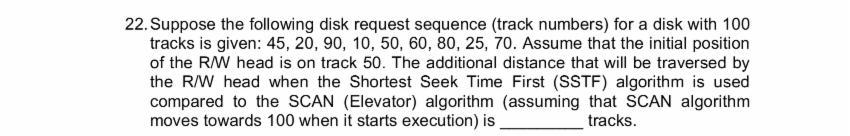 22. Suppose the following disk request sequence (track numbers) for a disk with 100
tracks is given: 45, 20, 90, 10, 50, 60, 80, 25, 70. Assume that the initial position
of the R/W head is on track 50. The additional distance that will be traversed by
the R/W head when the Shortest Seek Time First (SSTF) algorithm is used
compared to the SCAN (Elevator) algorithm (assuming that SCAN algorithm
moves towards 100 when it starts execution) is _________ tracks.